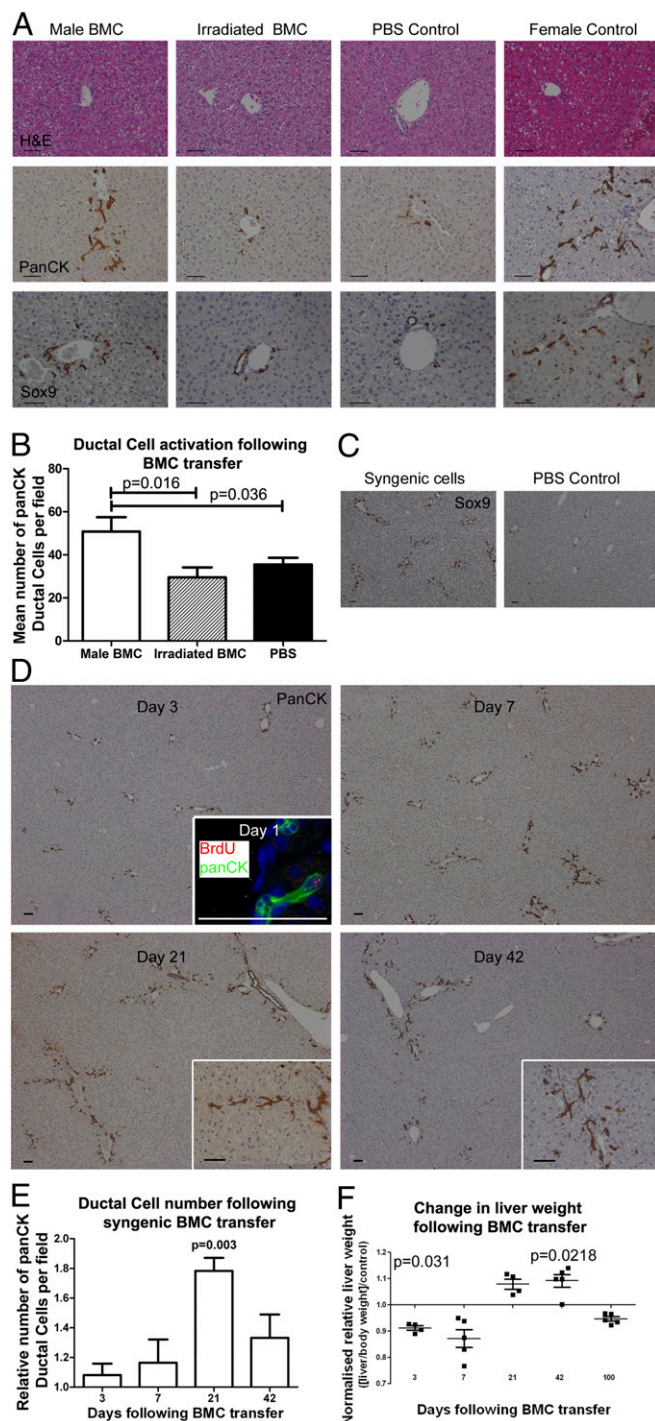 A
Male BMC Irradiated BMC PBS Control Female Control
H&E
PanCK
Sox9
B
Ductal Cell activation following
BMC transfer
p=0.016
p=0.036
Mean number of panCK
Ductal Cells per field
80
60
40
20
0
Male BMC Irradiated BMC PBS
C
Syngenic cells PBS Control
Sox9
D
Day 3 PanCK
Day 7
Day 1
BrdU
panCK
Day 21
Day 42
E
Ductal Cell number following
syngenic BMC transfer
p=0.003
Relative number of panCK
Ductal Cells per field
2.0
1.8
1.6
1.4
1.2
1.0
3 7 21 42
Days following BMC transfer
F
Change in liver weight
following BMC transfer
p=0.031
p=0.0218
Normalised relative liver weight
([liver/body weight]/control)
1.2
1.1
1.0
0.9
0.8
0.7
3 7 21 42 100
Days following BMC transfer